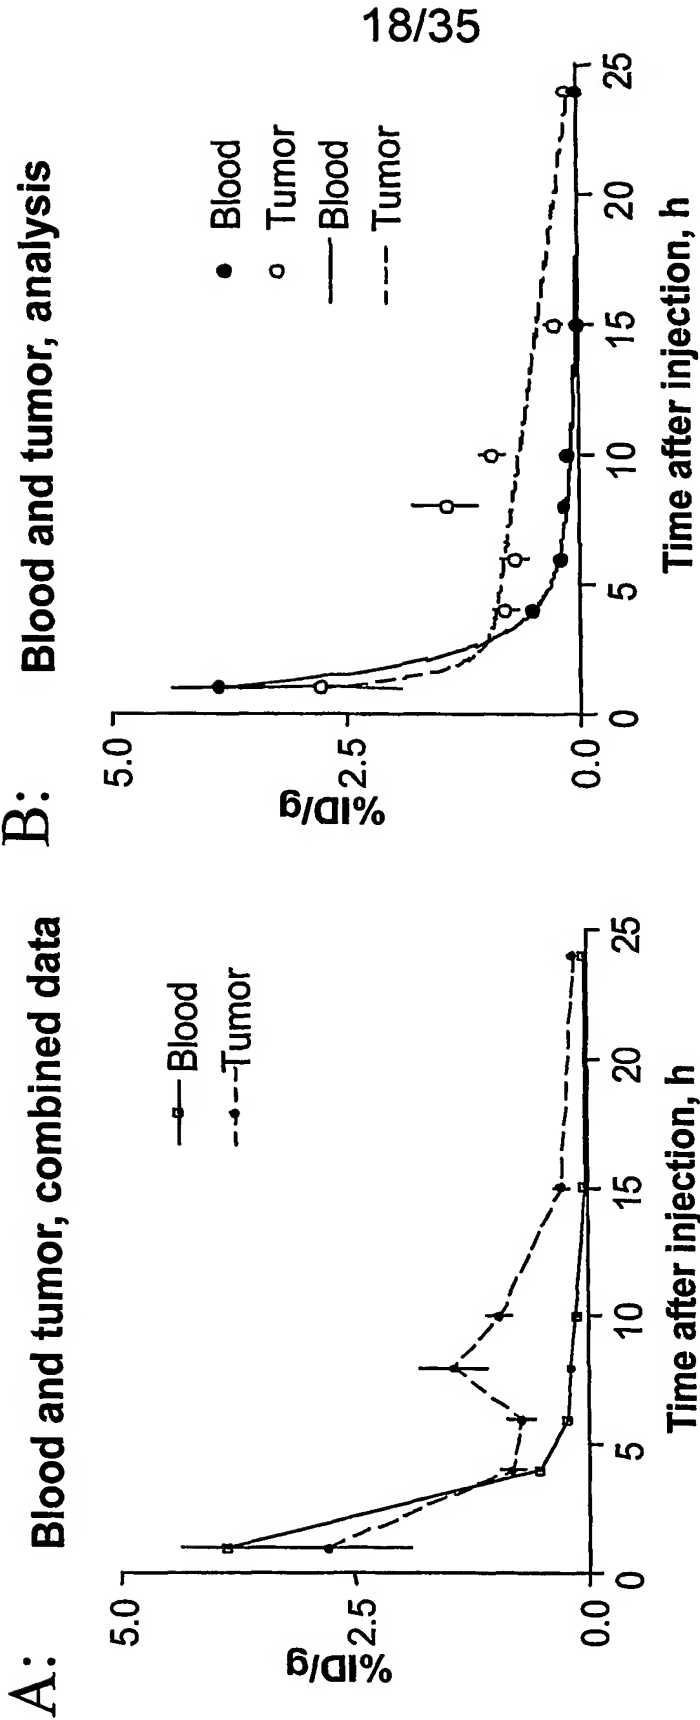 18/35
A:
Blood and tumor, combined data
Blood
Tumor
%ID/g
5.0
2.5
0.0
0
5
10
15
20
25
Time after injection, h
B:
Blood and tumor, analysis
Blood
Tumor
Blood
Tumor
%ID/g
5.0
2.5
0.0
0
5
10
15
20
25
Time after injection, h